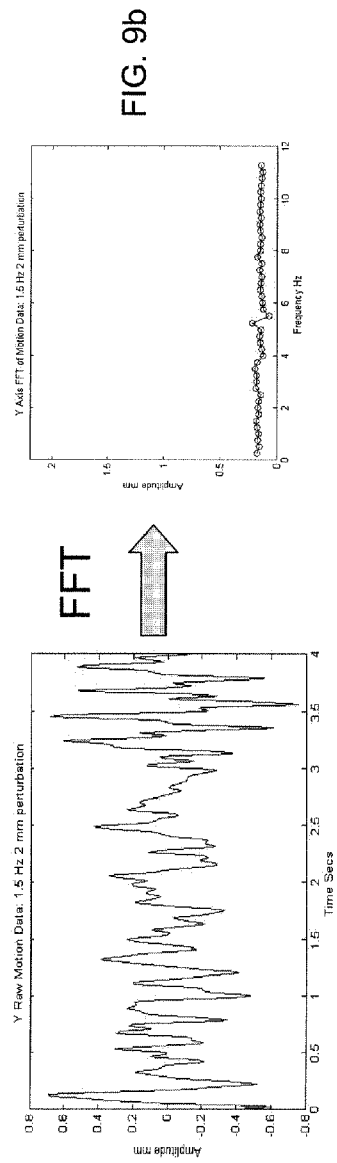 Y Raw Motion Data: 1.5 Hz 2 mm perturbation
0.8
0.6
0.4
0.2
0
-0.2
-0.4
-0.6
-0.8
Amplitude mm
0 0.5 1 1.5 2 2.5 3 3.5 4
Time Secs
FFT
Y Axis FFT of Motion Data: 1.5 Hz 2 mm perturbation
2
1.5
1
0.5
0
Amplitude mm
0 2 4 6 8 10 12
Frequency Hz
FIG. 9b